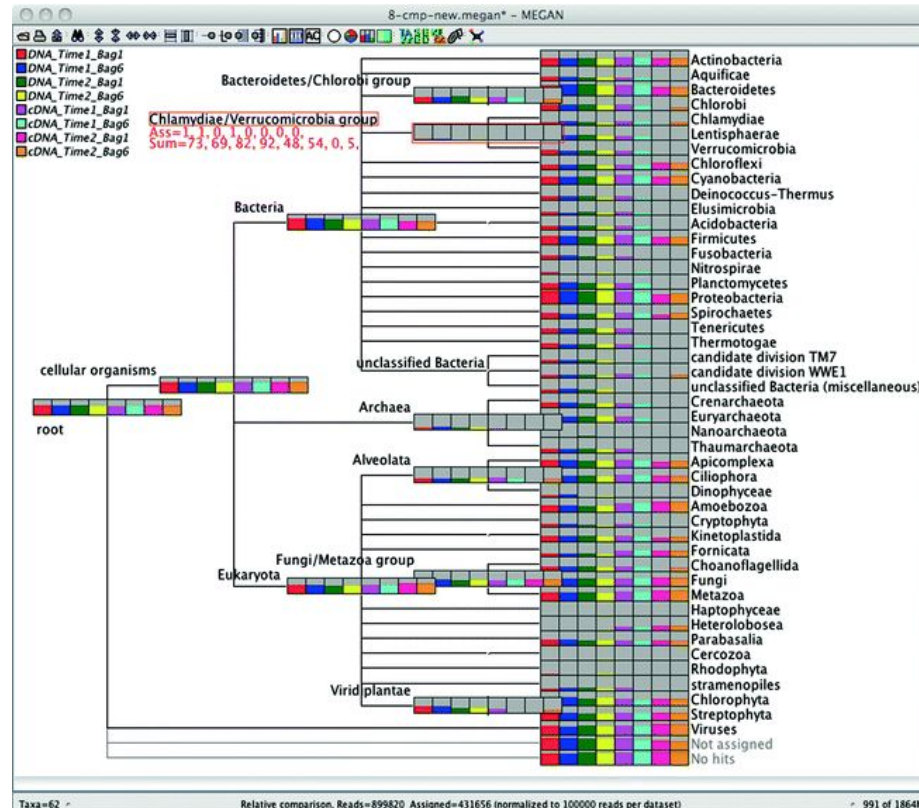 8-cmp-new.megan* - MEGAN
DNA_Time1_Bag1
DNA_Time1_Bag6
DNA_Time2_Bag1
DNA_Time2_Bag6
cDNA_Time1_Bag1
cDNA_Time1_Bag6
cDNA_Time2_Bag1
cDNA_Time2_Bag6
Bacteroidetes/Chlorobi group
Chlamydiae/Verrucomicrobia group
Ass=1, 1, 0, 1, 0, 0, 0, 0,
Sum=73, 69, 82, 92, 48, 54, 0, 5,
Bacteria
unclassified Bacteria
cellular organisms
root
Archaea
Alveolata
Fungi/Metazoa group
Eukaryota
Virid plantae
Actinobacteria
Aquificae
Bacteroidetes
Chlorobi
Chlamydiae
Lentisphaerae
Verrucomicrobia
Chloroflexi
Cyanobacteria
Deinococcus-Thermus
Elusimicrobia
Acidobacteria
Firmicutes
Fusobacteria
Nitrospirae
Planctomycetes
Proteobacteria
Spirochaetes
Tenericutes
Thermotogae
candidate division TM7
candidate division WWE1
unclassified Bacteria (miscellaneous)
Crenarchaeota
Euryarchaeota
Nanoarchaeota
Thaumarchaeota
Apicomplexa
Ciliophora
Dinophyceae
Amoebozoa
Cryptophyta
Kinetoplastida
Fornicata
Choanoflagellida
Fungi
Metazoa
Haptophyceae
Heterolobosea
Parabasalia
Cercozoa
Rhodophyta
stramenopiles
Chlorophyta
Streptophyta
Viruses
Not assigned
No hits
Taxa=62
Relative comparison, Reads=899820 Assigned=431656 (normalized to 100000 reads per dataset)
991 of 1864M